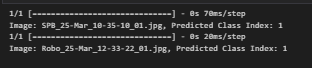 1/1 [==============================] - 0s 70ms/step
Image: SPB_25-Mar_10-35-10_01.jpg, Predicted Class Index: 1
1/1 [==============================] - 0s 20ms/step
Image: Robo_25-Mar_12-33-22_01.jpg, Predicted Class Index: 1